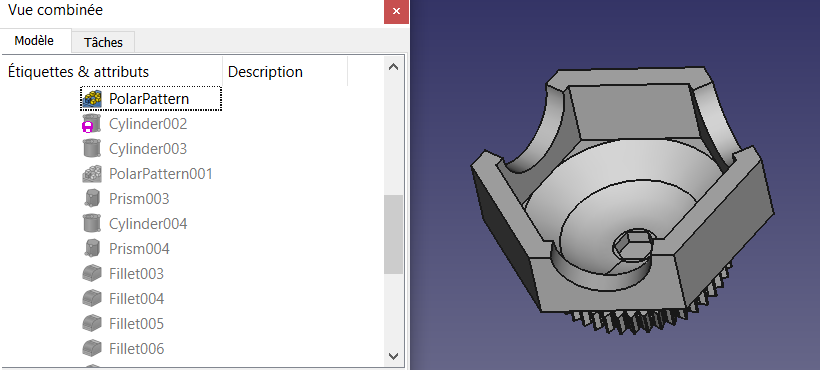 Vue combinée
Modèle
Tâches
Étiquettes & attributs
Description
PolarPattern
Cylinder002
Cylinder003
PolarPattern001
Prism003
Cylinder004
Prism004
Fillet003
Fillet004
Fillet005
Fillet006